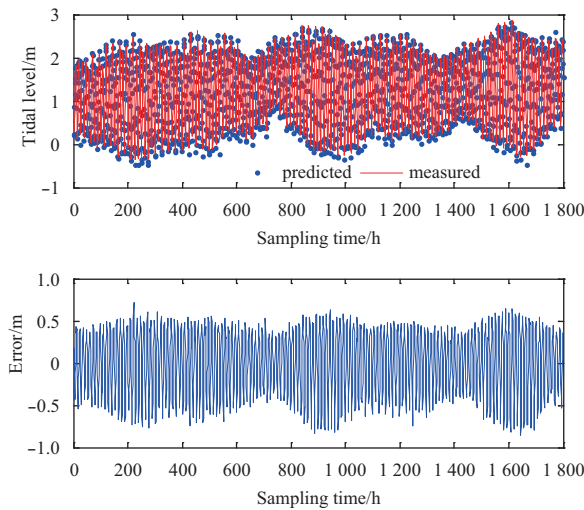 3
2
1
0
−1
Tidal level/m
predicted measured
0 200 400 600 800 1 000 1 200 1 400 1 600 1 800
Sampling time/h
1.0
0.5
0
−0.5
−1.0
Error/m
0 200 400 600 800 1 000 1 200 1 400 1 600 1 800
Sampling time/h